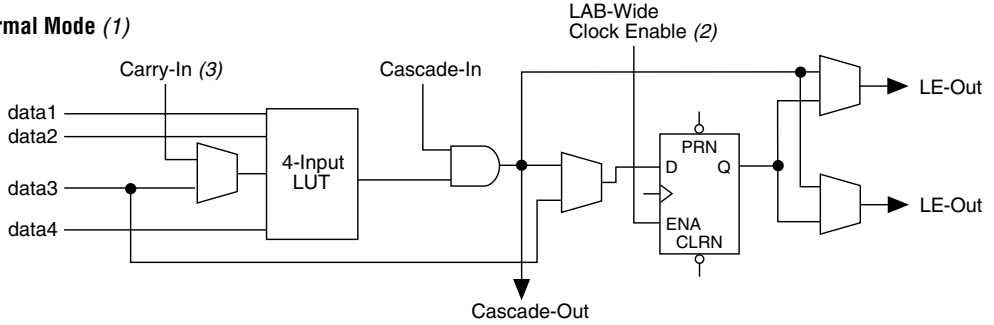 rmal Mode (1)
LAB-Wide
Clock Enable (2)
Carry-In (3)
Cascade-In
data1
data2
data3
data4
4-Input
LUT
PRN
D
Q
ENA
CLRN
LE-Out
LE-Out
Cascade-Out